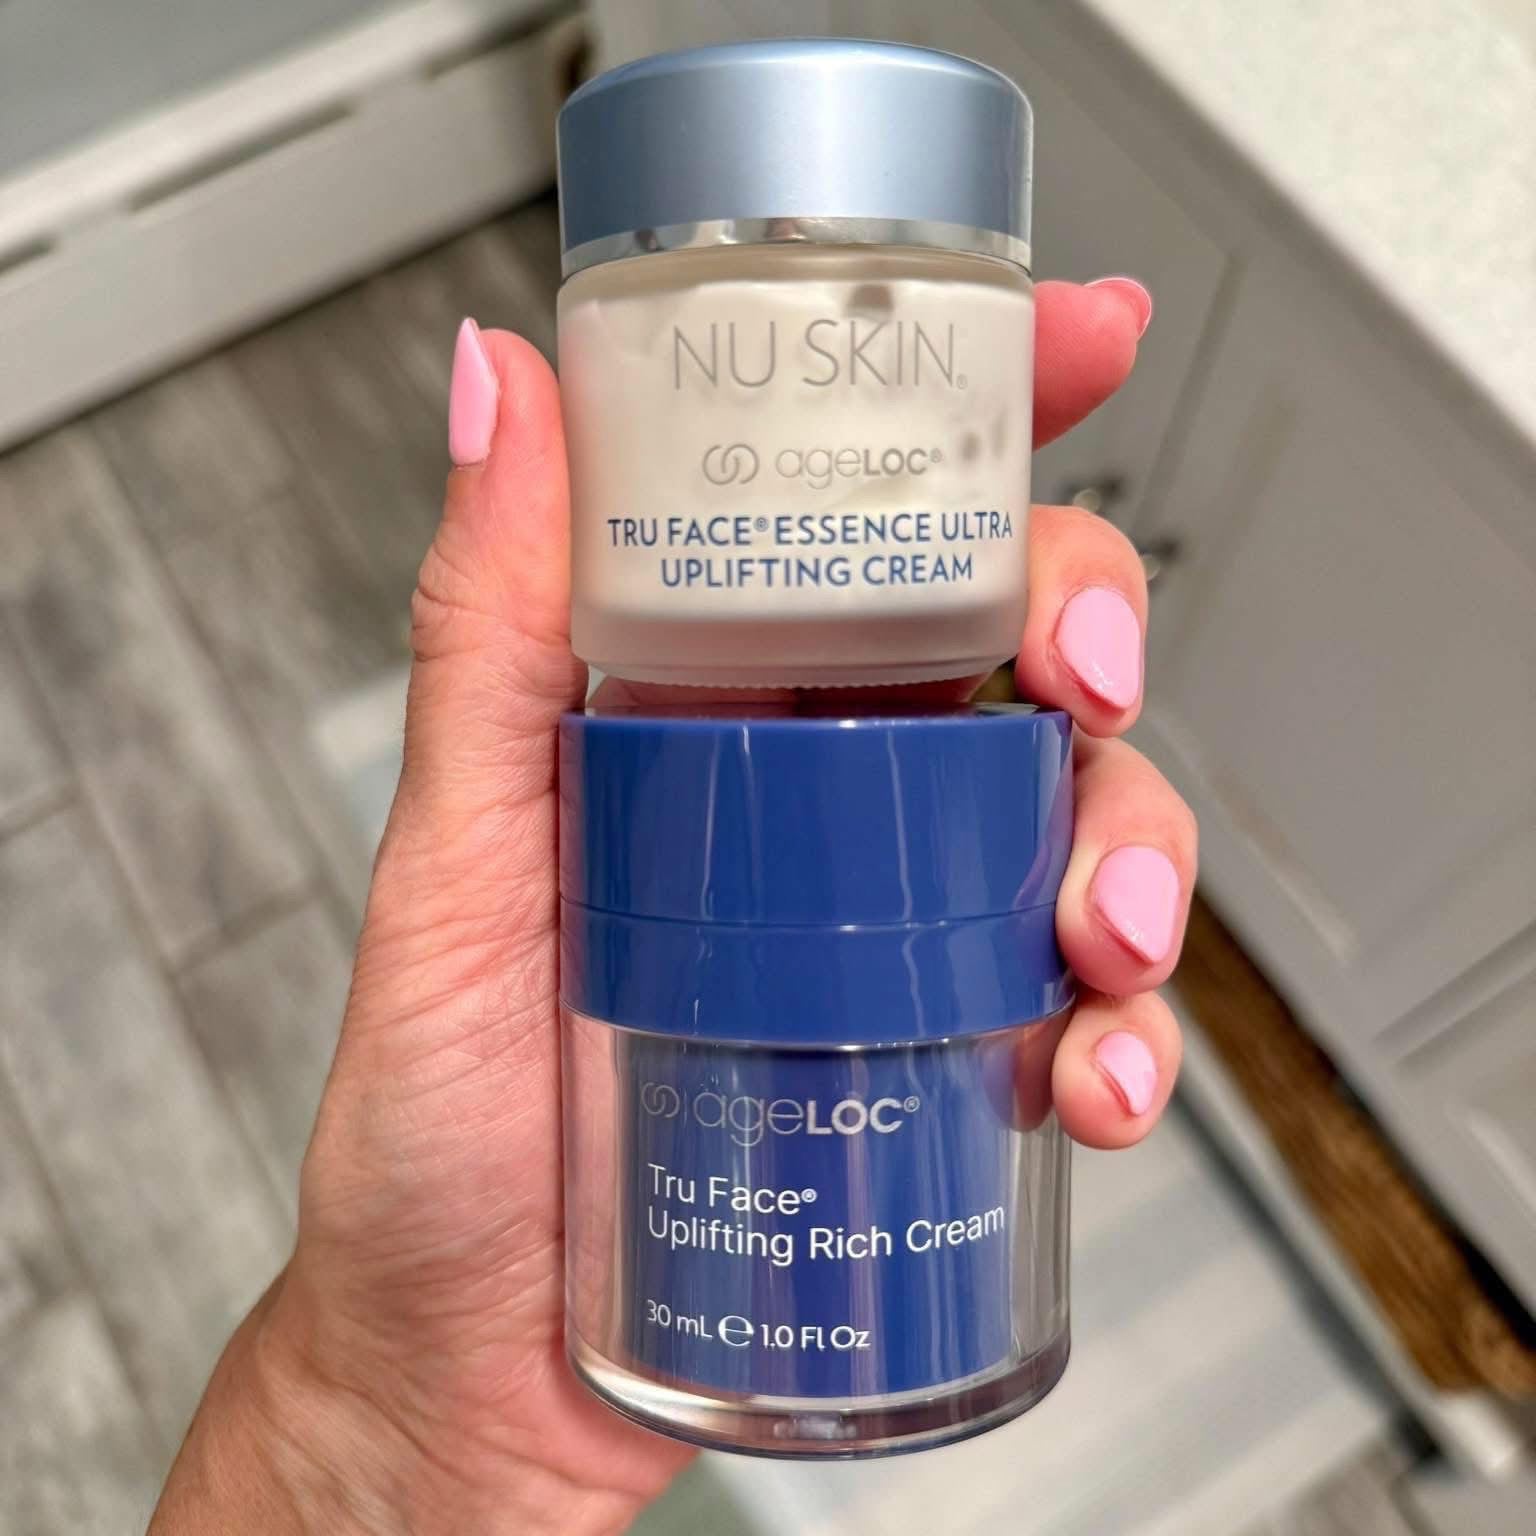 NU SKIN®
ageLOC®
TRU FACE® ESSENCE ULTRA
UPLIFTING CREAM
ageLOC®
Tru Face®
Uplifting Rich Cream
30 mL ℮ 1.0 Fl Oz